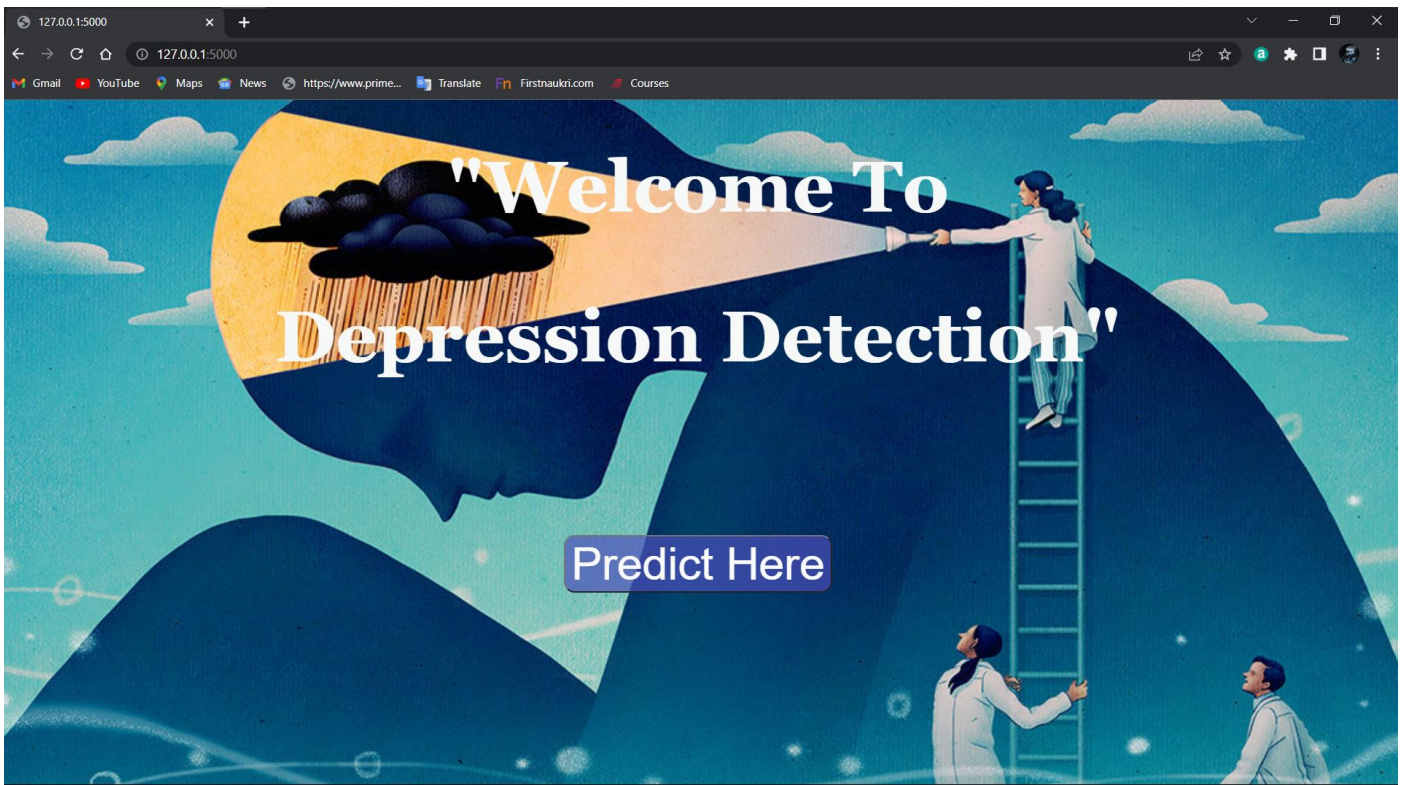 127.0.0.1:5000
127.0.0.1:5000
Gmail YouTube Maps News https://www.prime... Translate Fn Firstnaukri.com Courses
"Welcome To
Depression Detection"
Predict Here